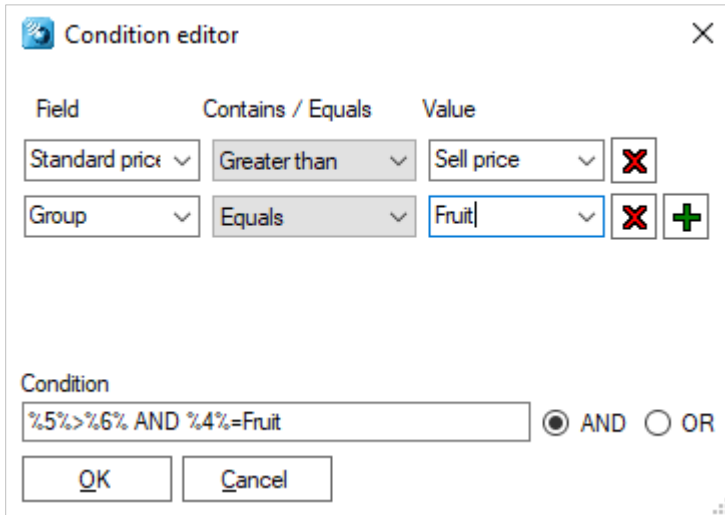 Condition editor
Field Contains / Equals Value
Standard price Greater than Sell price
Group Equals Fruit
Condition
%5%>%6% AND %4%=Fruit AND OR
OK Cancel